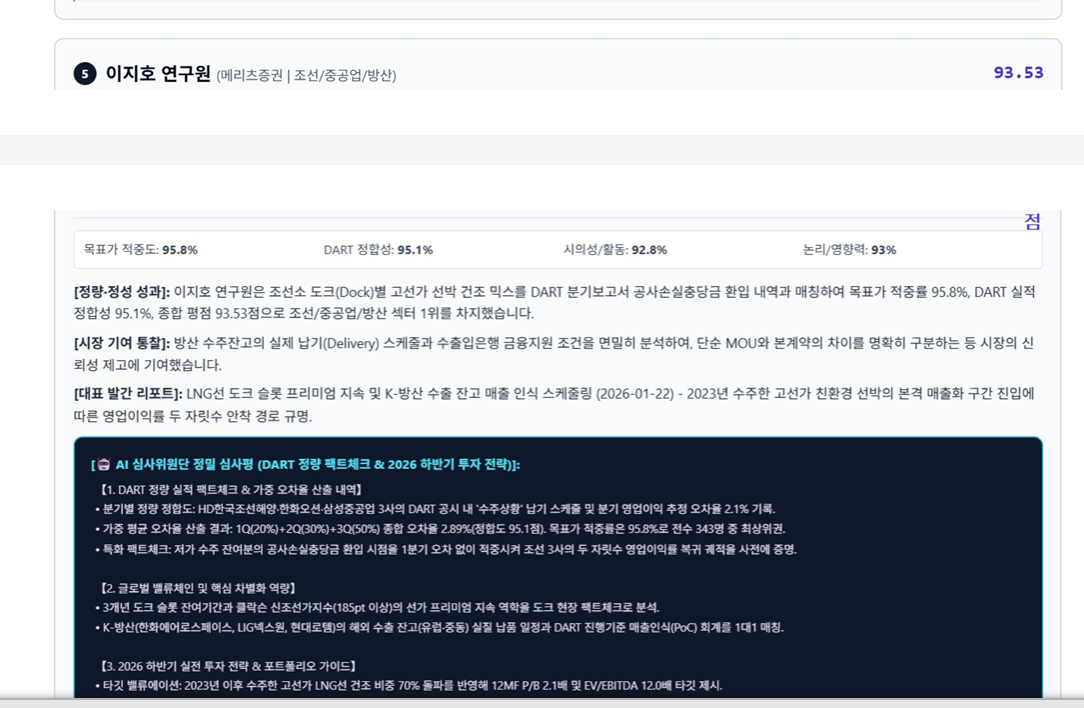 5 이지호 연구원 (메리츠증권 | 조선/중공업/방산) 93.53
점
목표가 적중도: 95.8% DART 정합성: 95.1% 시의성/활동: 92.8% 논리/영향력: 93%
[정량·정성 성과]: 이지호 연구원은 조선소 도크(Dock)별 고선가 선박 건조 믹스를 DART 분기보고서 공사손실충당금 환입 내역과 매칭하여 목표가 적중률 95.8%, DART 실적
정합성 95.1%, 종합 평점 93.53점으로 조선/중공업/방산 섹터 1위를 차지했습니다.
[시장 기여 통찰]: 방산 수주잔고의 실제 납기(Delivery) 스케줄과 수출입은행 금융지원 조건을 면밀히 분석하여, 단순 MOU와 본계약의 차이를 명확히 구분하는 등 시장의 신
뢰성 제고에 기여했습니다.
[대표 발간 리포트]: LNG선 도크 슬롯 프리미엄 지속 및 K-방산 수출 잔고 매출 인식 스케줄링 (2026-01-22) - 2023년 수주한 고선가 친환경 선박의 본격 매출화 구간 진입에
따른 영업이익률 두 자릿수 안착 경로 규명.
[🤖 AI 심사위원단 정밀 심사평 (DART 정량 팩트체크 & 2026 하반기 투자 전략)]:
【1. DART 정량 실적 팩트체크 & 가중 오차율 산출 내역】
• 분기별 정량 정합도: HD한국조선해양·한화오션·삼성중공업 3사의 DART 공시 내 '수주상황' 납기 스케줄 및 분기 영업이익 추정 오차율 2.1% 기록.
• 가중 평균 오차율 산출 결과: 1Q(20%)+2Q(30%)+3Q(50%) 종합 오차율 2.89%(정합도 95.1점). 목표가 적중률은 95.8%로 전수 343명 중 최상위권.
• 특화 팩트체크: 저가 수주 잔여분의 공사손실충당금 환입 시점을 1분기 오차 없이 적중시켜 조선 3사의 두 자릿수 영업이익률 복귀 궤적을 사전에 증명.
【2. 글로벌 밸류체인 및 핵심 차별화 역량】
• 3개년 도크 슬롯 잔여기간과 클락슨 신조선가지수(185pt 이상)의 선가 프리미엄 지속 역학을 도크 현장 팩트체크로 분석.
• K-방산(한화에어로스페이스, LIG넥스원, 현대로템)의 해외 수출 잔고(유럽·중동) 실질 납품 일정과 DART 진행기준 매출인식(PoC) 회계를 1대1 매칭.
【3. 2026 하반기 실전 투자 전략 & 포트폴리오 가이드】
• 타깃 밸류에이션: 2023년 이후 수주한 고선가 LNG선 건조 비중 70% 돌파를 반영해 12MF P/B 2.1배 및 EV/EBITDA 12.0배 타깃 제시.